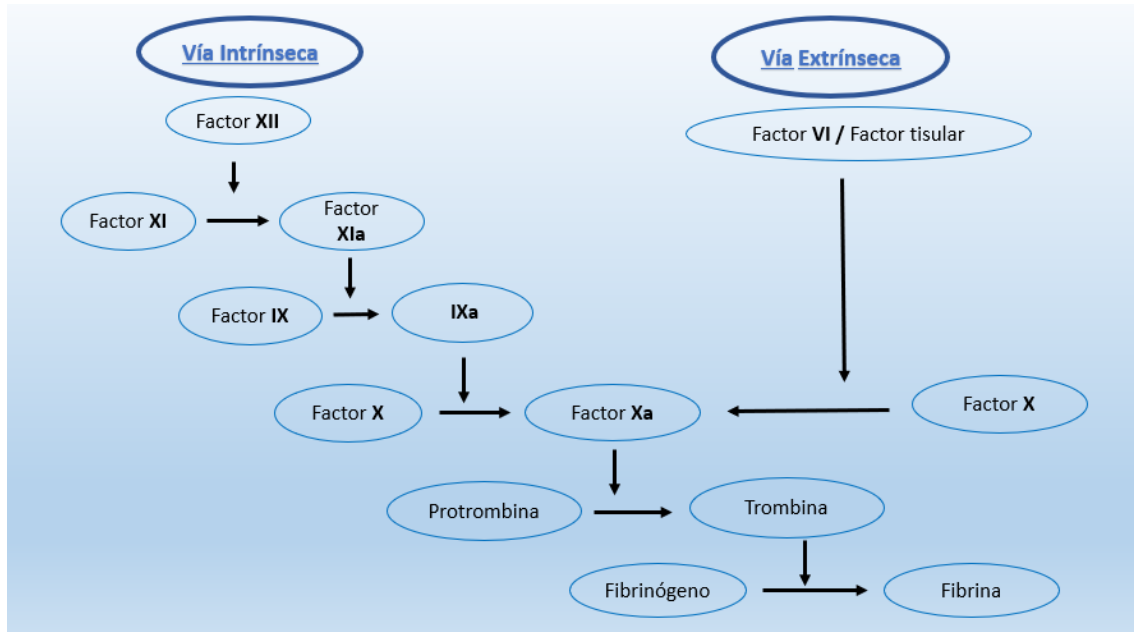 Vía Intrínseca
Vía Extrínseca
Factor XII
Factor VI / Factor tisular
Factor XI
Factor
XIa
Factor IX
IXa
Factor X
Factor Xa
Factor X
Protrombina
Trombina
Fibrinógeno
Fibrina